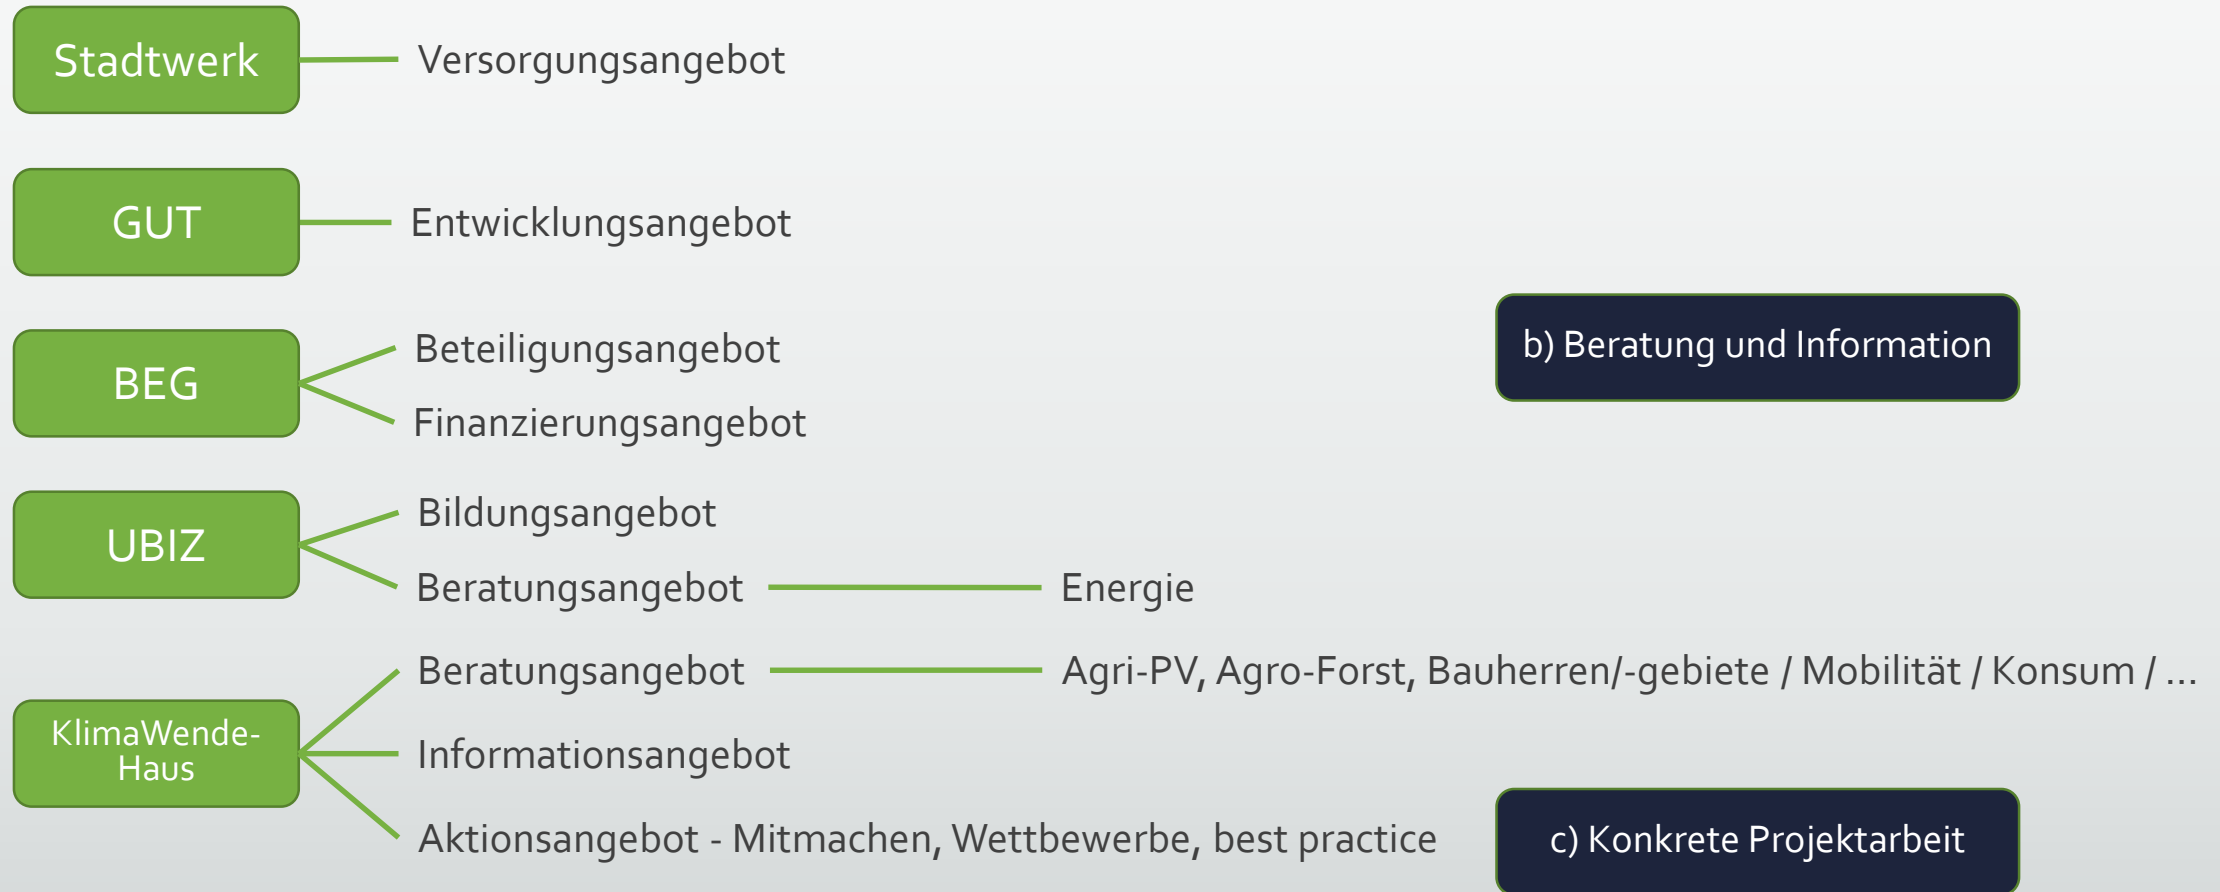 Stadtwerk
Versorgungsangebot
GUT
Entwicklungsangebot
BEG
Beteiligungsangebot
Finanzierungsangebot
b) Beratung und Information
UBIZ
Bildungsangebot
Beratungsangebot
Energie
KlimaWende-
Haus
Beratungsangebot
Agri-PV, Agro-Forst, Bauherren/-gebiete / Mobilität / Konsum / ...
Informationsangebot
Aktionsangebot - Mitmachen, Wettbewerbe, best practice
c) Konkrete Projektarbeit